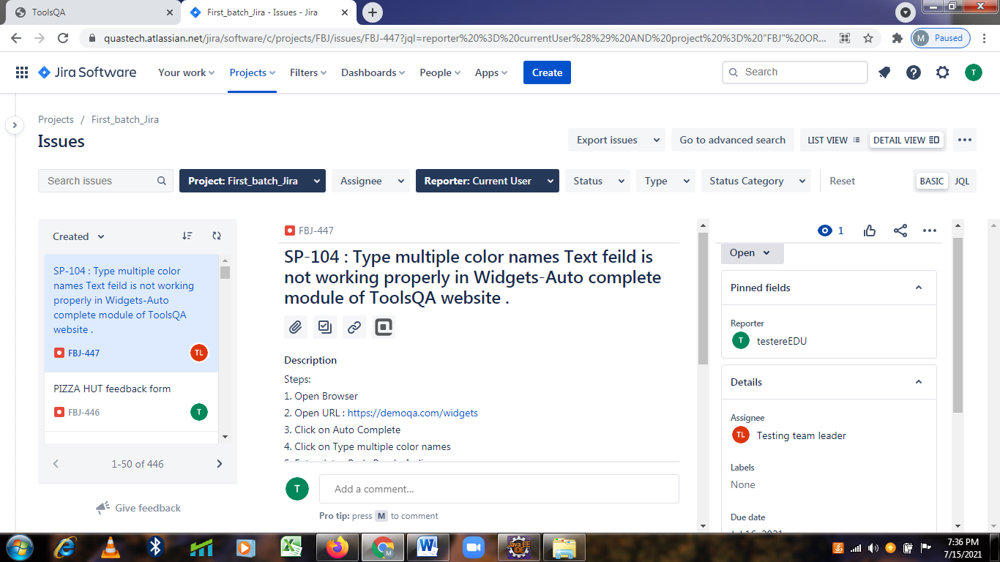 ToolsQA
First_batch_Jira - Issues - Jira
quastech.atlassian.net/jira/software/c/projects/FBJ/issues/FBJ-447?jql=reporter%20%3D%20currentUser%28%29%20AND%20project%20%3D%20"FBJ"%20OR...
M Paused
Jira Software Your work Projects Filters Dashboards People Apps Create Search T
Projects / First_batch_Jira
Issues
Export issues Go to advanced search LIST VIEW DETAIL VIEW
Search issues Project: First_batch_Jira Assignee Reporter: Current User Status Type Status Category Reset BASIC JQL
Created
SP-104 : Type multiple color
names Text feild is not working
properly in Widgets-Auto
complete module of ToolsQA
website .
FBJ-447 TL
PIZZA HUT feedback form
FBJ-446 T
1-50 of 446
Give feedback
FBJ-447
SP-104 : Type multiple color names Text feild is
not working properly in Widgets-Auto complete
module of ToolsQA website .
Description
Steps:
1. Open Browser
2. Open URL : https://demoqa.com/widgets
3. Click on Auto Complete
4. Click on Type multiple color names
T Add a comment...
Pro tip: press M to comment
1
Open
Pinned fields
Reporter
T testereEDU
Details
Assignee
TL Testing team leader
Labels
None
Due date
Jul 16, 2021
Java EE
IDE
7:36 PM
7/15/2021